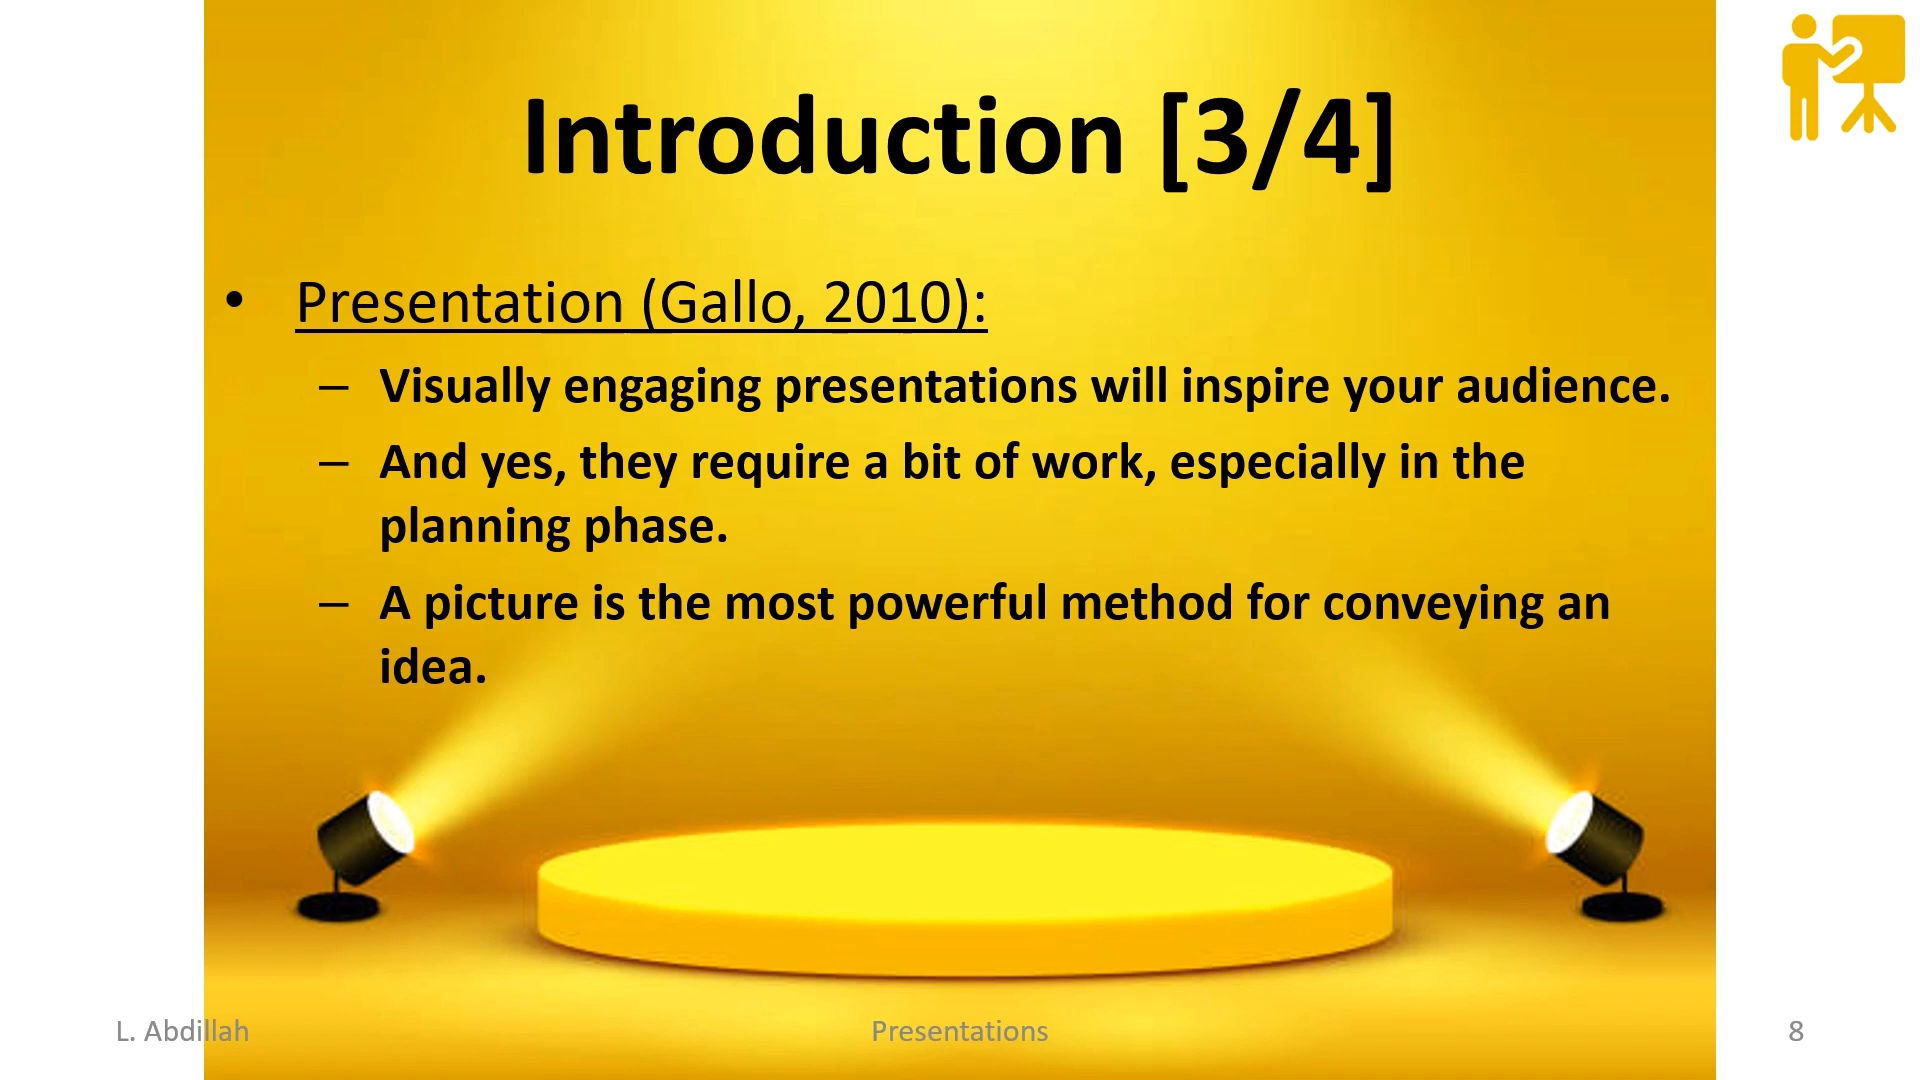 Introduction [3/4]
• Presentation (Gallo, 2010):
– Visually engaging presentations will inspire your audience.
– And yes, they require a bit of work, especially in the
planning phase.
– A picture is the most powerful method for conveying an
idea.
L. Abdillah
Presentations
8